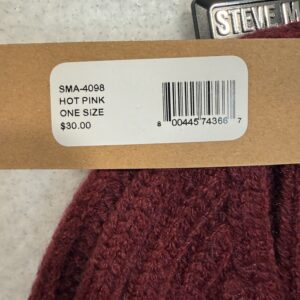 STEVE M
SMA-4098
HOT PINK
ONE SIZE
$30.00
8 00445 74366 7